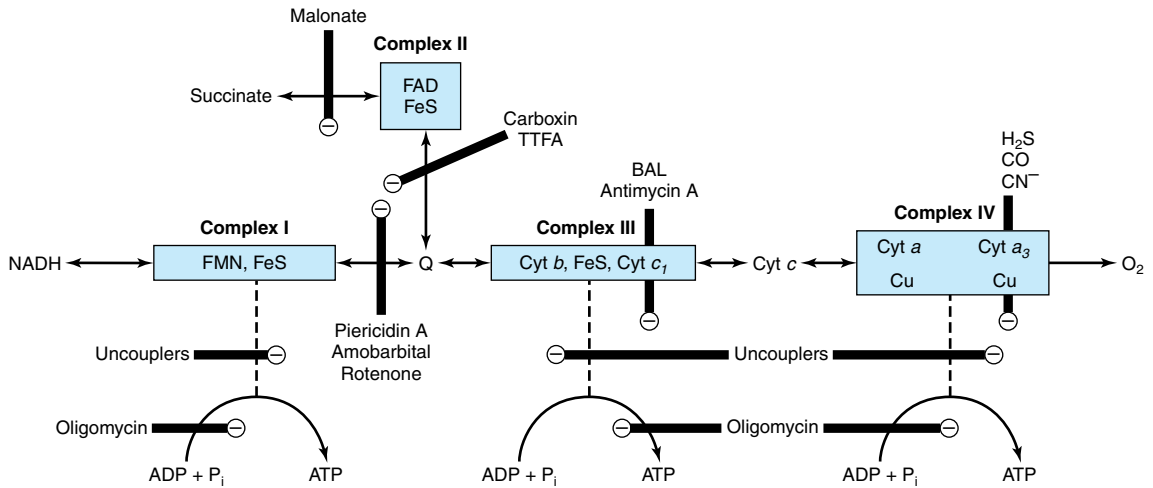 Malonate
Complex II
FAD
FeS
Succinate
Carboxin
TTFA
H₂S
CO
CN⁻
BAL
Antimycin A
Complex I
Complex III
Complex IV
NADH
FMN, FeS
Q
Cyt b, FeS, Cyt c₁
Cyt c
Cyt a
Cyt a₃
Cu
Cu
O₂
Piericidin A
Amobarbital
Rotenone
Uncouplers
Uncouplers
Oligomycin
Oligomycin
ADP + Pᵢ
ATP
ADP + Pᵢ
ATP
ADP + Pᵢ
ATP